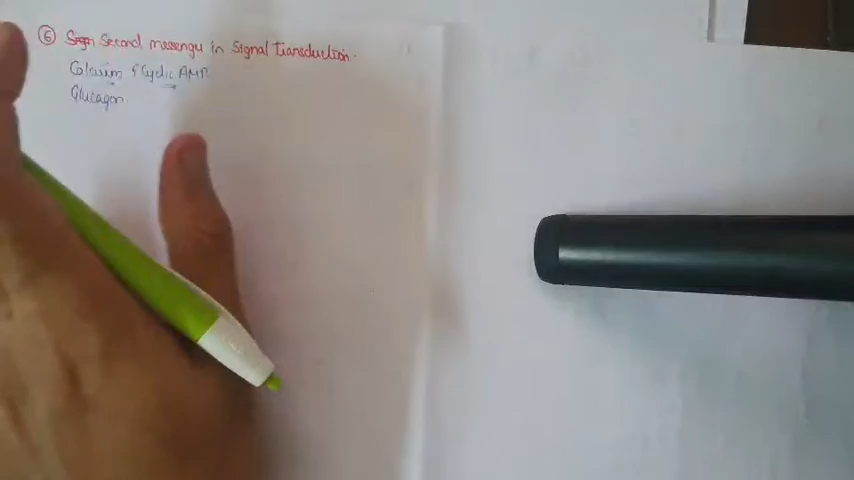 ⑥ Second messenger in Signal Transduction.
Calcium & Cyclic AMP
Glucagon